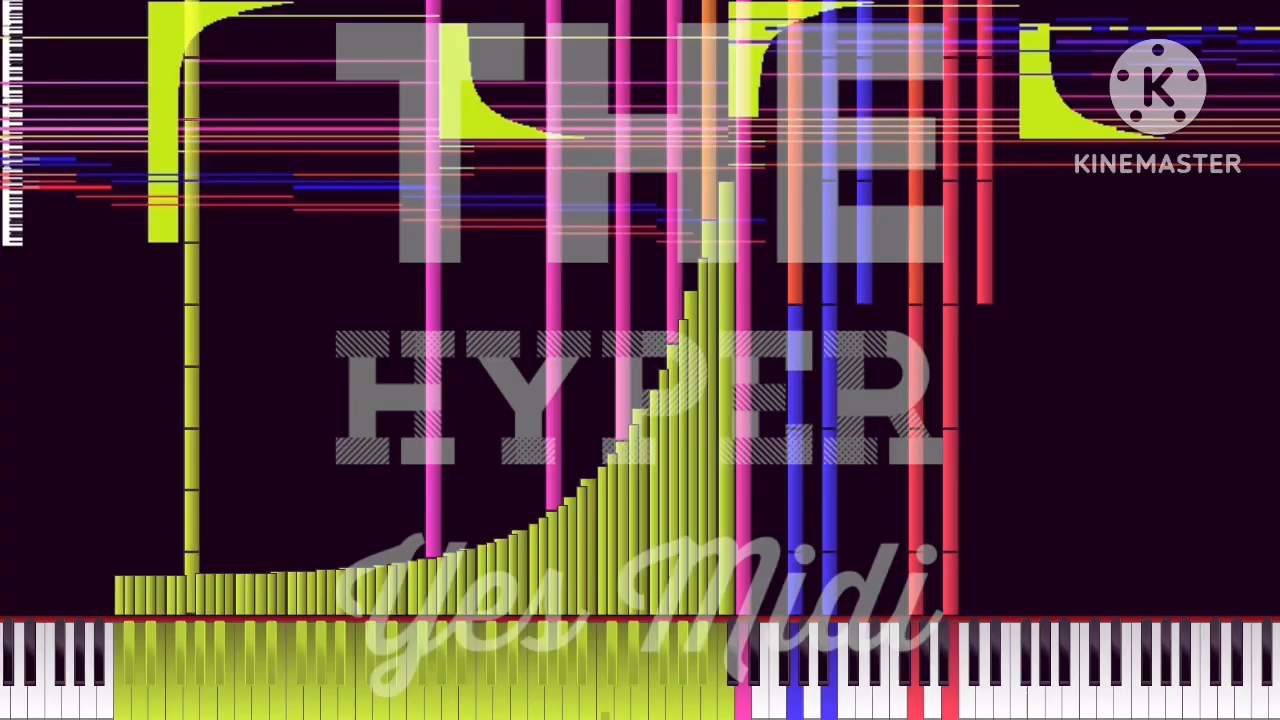 THE
K
KINEMASTER
HYPER
Yes Midi